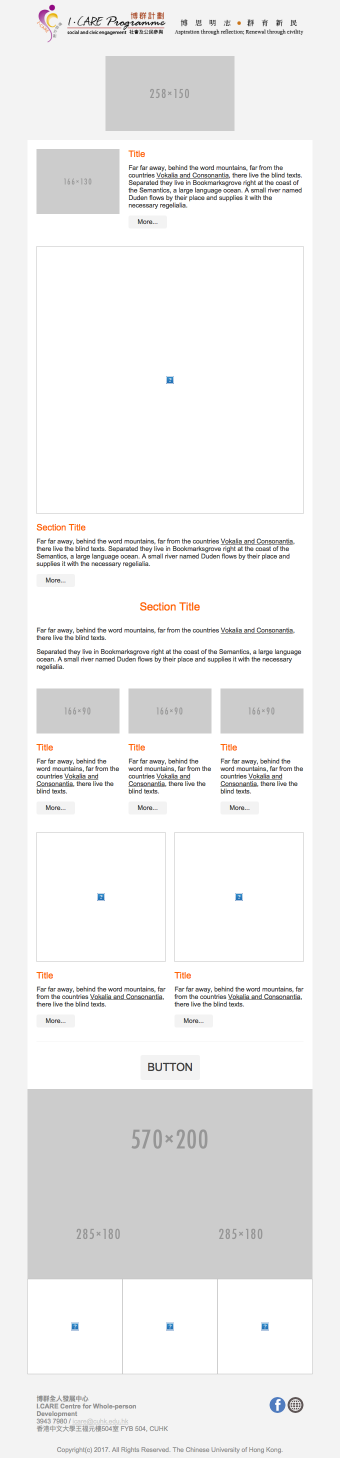 博群計劃
I·CARE Programme
social and civic engagement 社會及公民參與
博思明志 • 群育新民
Aspiration through reflection; Renewal through civility
258×150
166×130
Title
Far far away, behind the word mountains, far from the
countries Vokalia and Consonantia, there live the blind texts.
Separated they live in Bookmarksgrove right at the coast of
the Semantics, a large language ocean. A small river named
Duden flows by their place and supplies it with the
necessary regelialia.
More...
Section Title
Far far away, behind the word mountains, far from the countries Vokalia and Consonantia,
there live the blind texts. Separated they live in Bookmarksgrove right at the coast of the
Semantics, a large language ocean. A small river named Duden flows by their place and
supplies it with the necessary regelialia.
More...
Section Title
Far far away, behind the word mountains, far from the countries Vokalia and Consonantia,
there live the blind texts.
Separated they live in Bookmarksgrove right at the coast of the Semantics, a large language
ocean. A small river named Duden flows by their place and supplies it with the necessary
regelialia.
166×90
Title
Far far away, behind the
word mountains, far from the
countries Vokalia and
Consonantia, there live the
blind texts.
More...
166×90
Title
Far far away, behind the
word mountains, far from the
countries Vokalia and
Consonantia, there live the
blind texts.
More...
166×90
Title
Far far away, behind the
word mountains, far from the
countries Vokalia and
Consonantia, there live the
blind texts.
More...
Title
Far far away, behind the word mountains, far
from the countries Vokalia and Consonantia,
there live the blind texts.
More...
Title
Far far away, behind the word mountains, far
from the countries Vokalia and Consonantia,
there live the blind texts.
More...
BUTTON
570×200
285×180
285×180
博群全人發展中心
I.CARE Centre for Whole-person
Development
3943 7980 / icare@cuhk.edu.hk
香港中文大學王福元樓504室 FYB 504, CUHK
Copyright(c) 2017. All Rights Reserved. The Chinese University of Hong Kong.